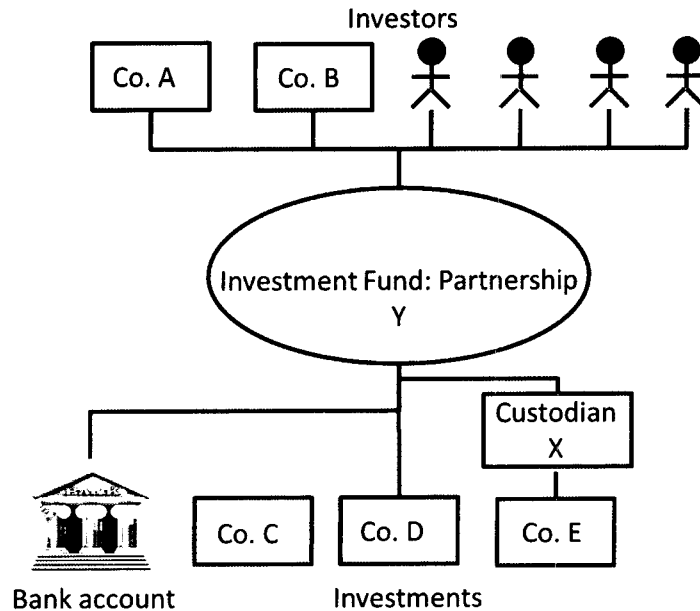 Investors
Co. A
Co. B
Investment Fund: Partnership
Y
Custodian
X
Co. C
Co. D
Co. E
Bank account
Investments